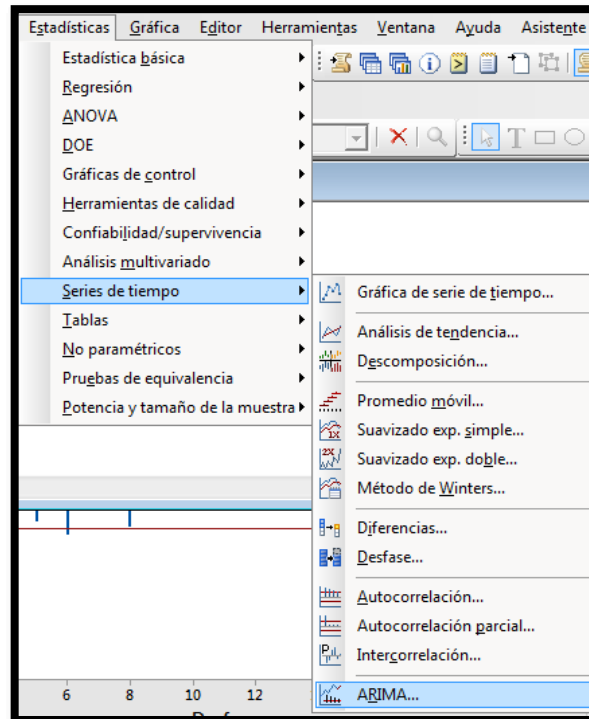 Estadísticas Gráfica Editor Herramientas Ventana Ayuda Asistente
Estadística básica
Regresión
ANOVA
DOE
Gráficas de control
Herramientas de calidad
Confiabilidad/supervivencia
Análisis multivariado
Series de tiempo
Tablas
No paramétricos
Pruebas de equivalencia
Potencia y tamaño de la muestra
Gráfica de serie de tiempo...
Análisis de tendencia...
Descomposición...
Promedio móvil...
Suavizado exp. simple...
Suavizado exp. doble...
Método de Winters...
Diferencias...
Desfase...
Autocorrelación...
Autocorrelación parcial...
Intercorrelación...
ARIMA...
6 8 10 12